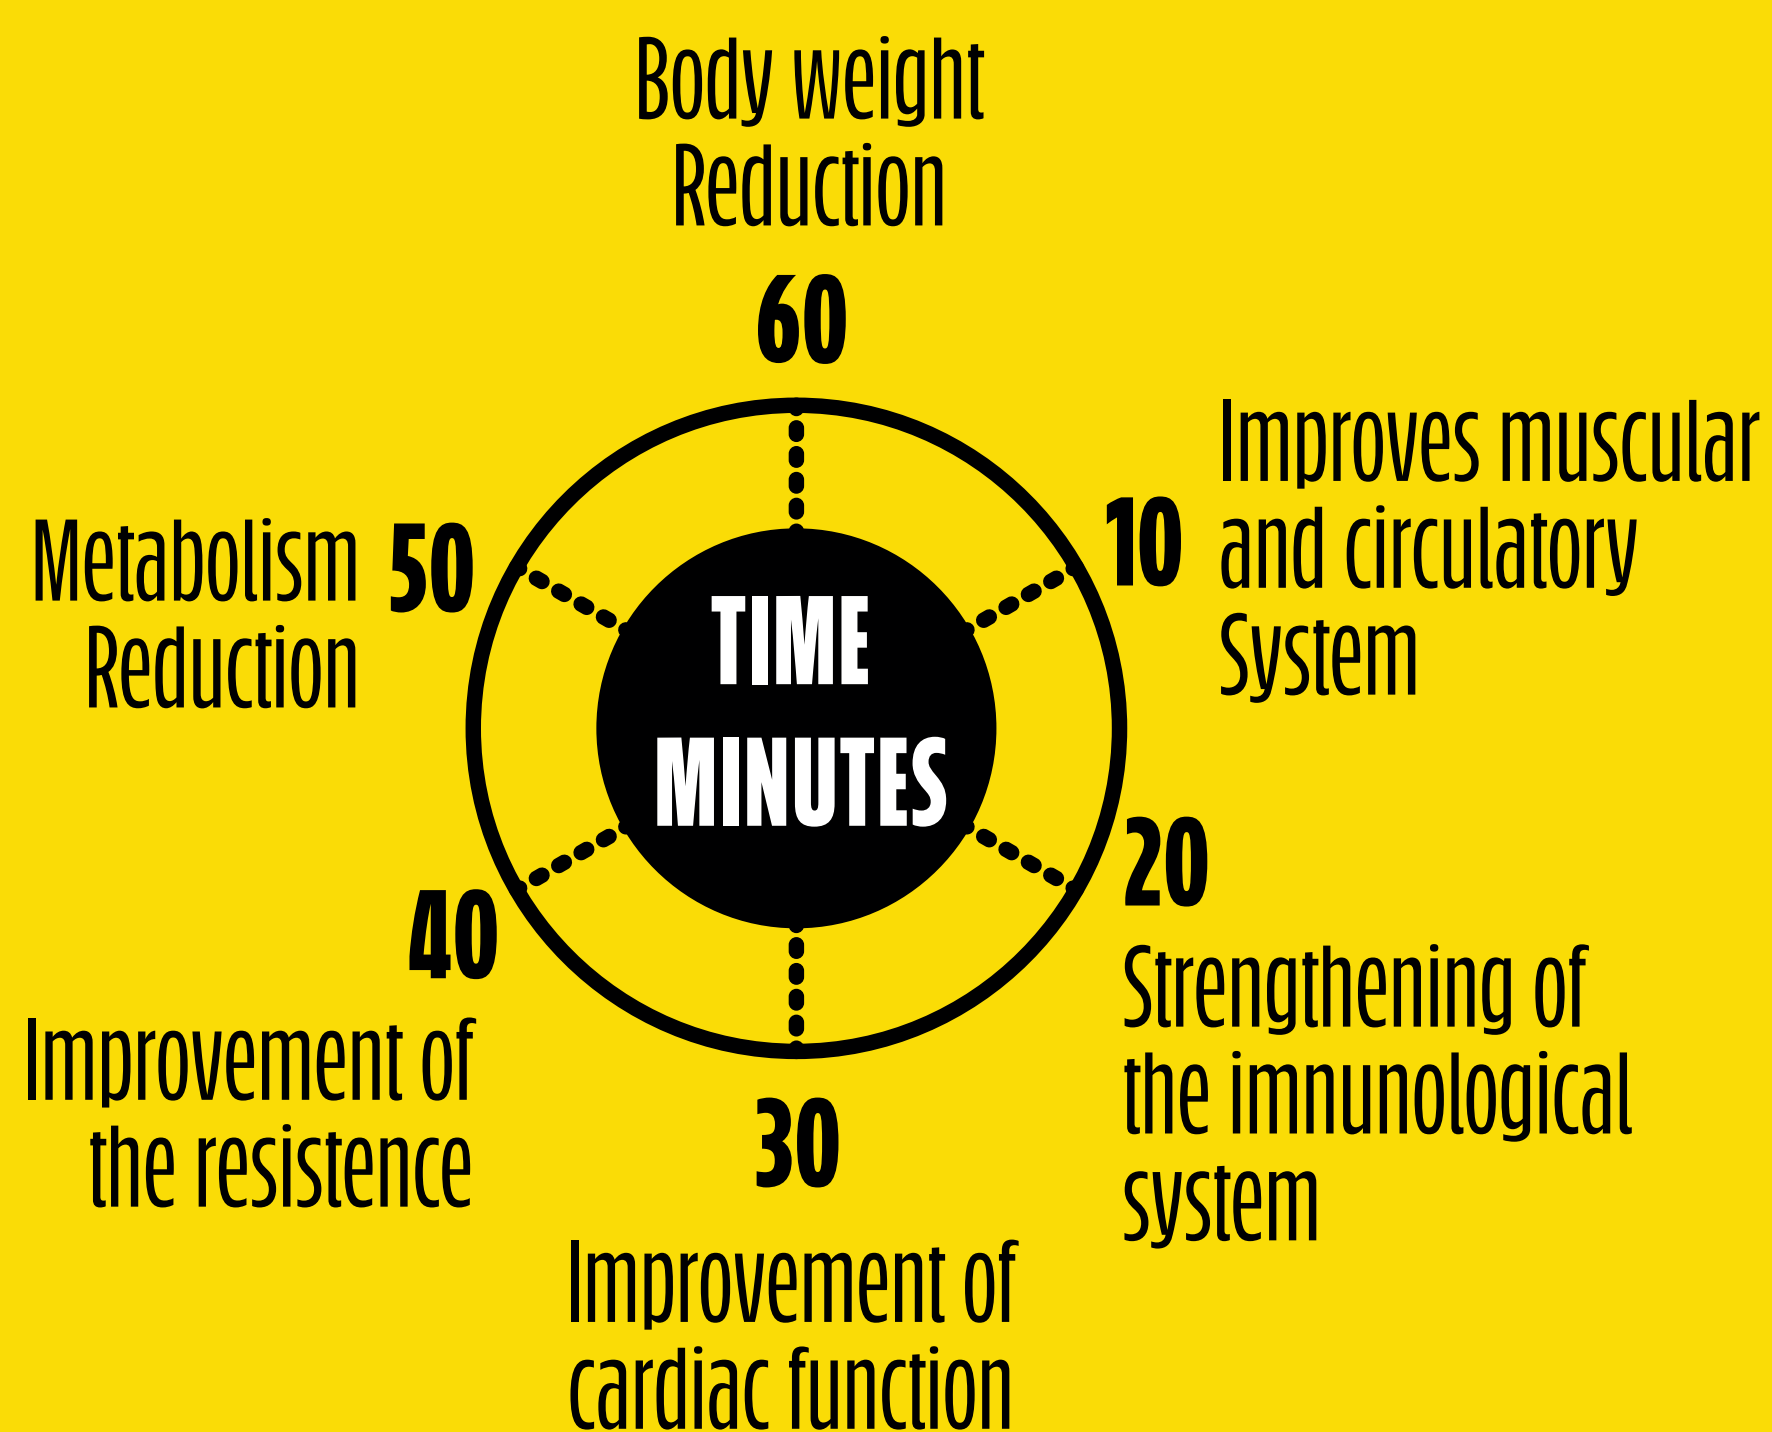 Body weight
Reduction
60
10
Improves muscular
and circulatory
System
20
Strengthening of
the immunological
system
30
Improvement of
cardiac function
40
Improvement of
the resistence
50
Metabolism
Reduction
TIME
MINUTES